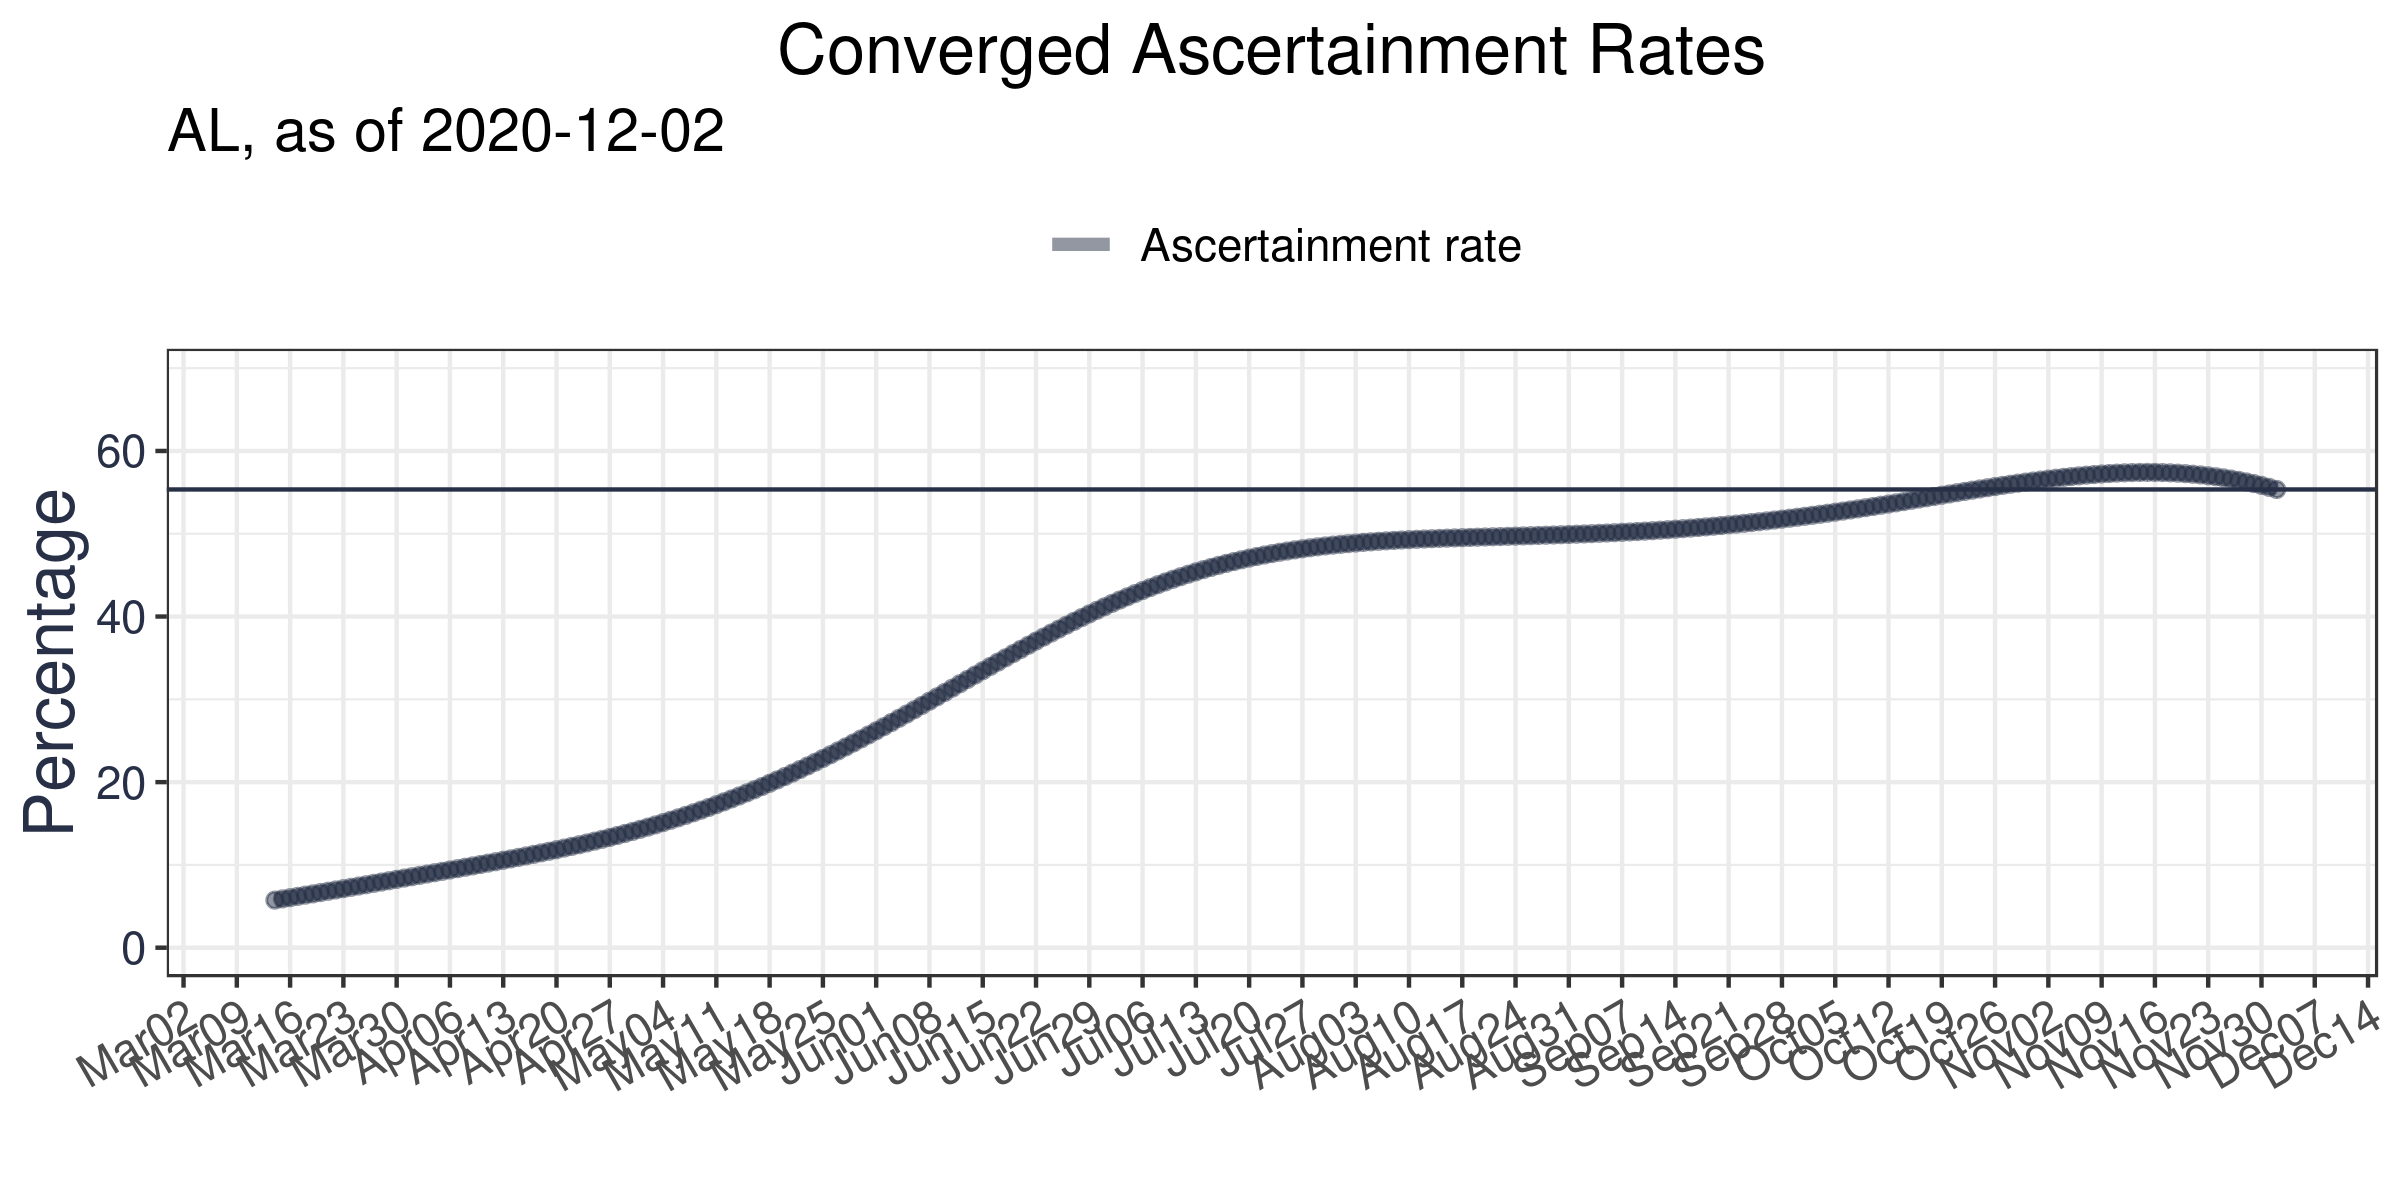 Converged Ascertainment Rates
AL, as of 2020-12-02
Ascertainment rate
Percentage
60
40
20
0
Mar02
Mar09
Mar16
Mar23
Mar30
Apr06
Apr13
Apr20
Apr27
May04
May11
May18
May25
Jun01
Jun08
Jun15
Jun22
Jun29
Jul06
Jul13
Jul20
Jul27
Aug03
Aug10
Aug17
Aug24
Aug31
Sep07
Sep14
Sep21
Sep28
Oct05
Oct12
Oct19
Oct26
Nov02
Nov09
Nov16
Nov23
Nov30
Dec07
Dec14